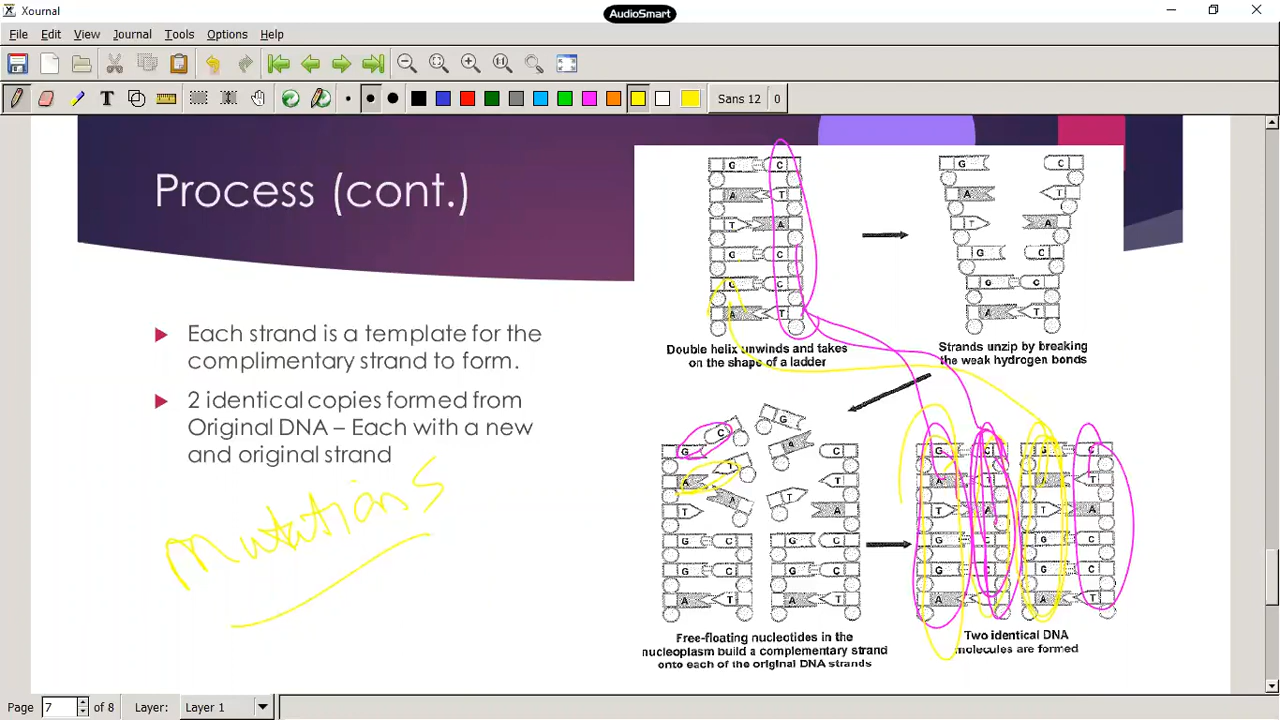 Xournal
AudioSmart
File Edit View Journal Tools Options Help
Sans 12 0
Process (cont.)
Each strand is a template for the
complimentary strand to form.
2 identical copies formed from
Original DNA – Each with a new
and original strand
mutations
G C
A T
T A
G C
G C
A T
Double helix unwinds and takes
on the shape of a ladder
G C
A T
T A
G C
G C
A T
Strands unzip by breaking
the weak hydrogen bonds
G C
A
T
A
G C
G C
A T
G
A
C
T
T
A
G C
G C
A T
Free-floating nucleotides in the
nucleoplasm build a complementary strand
onto each of the original DNA strands
G C
A T
T A
G C
G C
A T
G C
A T
T A
G C
G C
A T
Two identical DNA
molecules are formed
Page 7 of 8 Layer: Layer 1